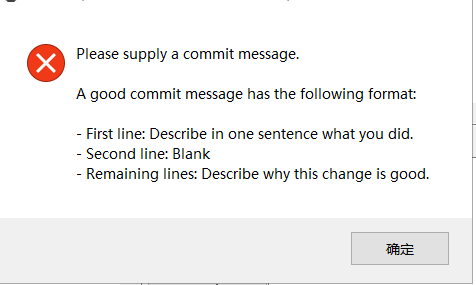 Please supply a commit message.
A good commit message has the following format:
- First line: Describe in one sentence what you did.
- Second line: Blank
- Remaining lines: Describe why this change is good.
确定